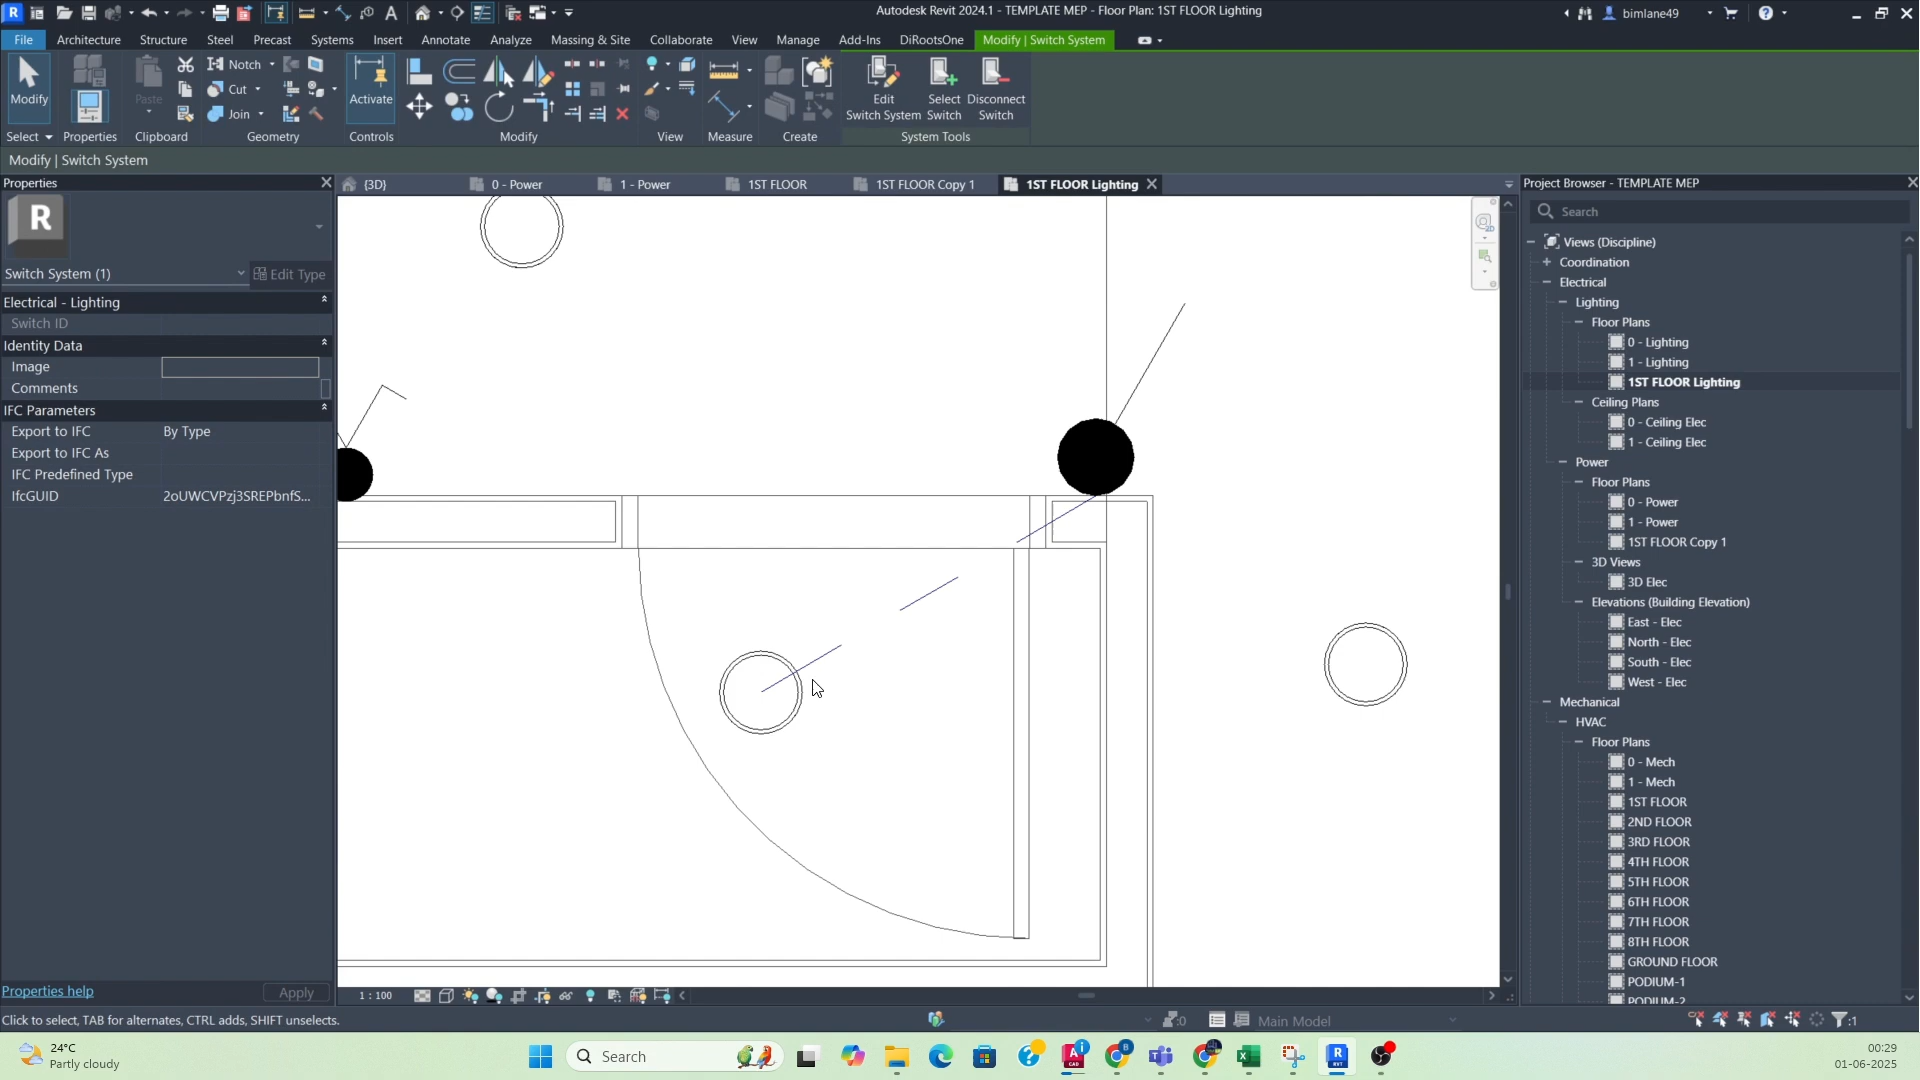 Autodesk Revit 2024.1 - TEMPLATE MEP - Floor Plan: 1ST FLOOR Lighting
bimlane49
File Architecture Structure Steel Precast Systems Insert Annotate Analyze Massing & Site Collaborate View Manage Add-Ins DiRootsOne Modify | Switch System
Modify
Paste
Notch
Cut
Join
Activate
Edit Switch System
Select Switch
Disconnect Switch
Select Properties Clipboard Geometry Controls Modify View Measure Create System Tools
Modify | Switch System
Properties
{3D} 0 - Power 1 - Power 1ST FLOOR 1ST FLOOR Copy 1 1ST FLOOR Lighting
R
Switch System (1)
Edit Type
Electrical - Lighting
Switch ID
Identity Data
Image
Comments
IFC Parameters
Export to IFC By Type
Export to IFC As
IFC Predefined Type
IfcGUID 2oUWCVPzj3SREPbnfS...
Properties help
Apply
Project Browser - TEMPLATE MEP
Search
Views (Discipline)
Coordination
Electrical
Lighting
Floor Plans
0 - Lighting
1 - Lighting
1ST FLOOR Lighting
Ceiling Plans
0 - Ceiling Elec
1 - Ceiling Elec
Power
Floor Plans
0 - Power
1 - Power
1ST FLOOR Copy 1
3D Views
3D Elec
Elevations (Building Elevation)
East - Elec
North - Elec
South - Elec
West - Elec
Mechanical
HVAC
Floor Plans
0 - Mech
1 - Mech
1ST FLOOR
2ND FLOOR
3RD FLOOR
4TH FLOOR
5TH FLOOR
6TH FLOOR
7TH FLOOR
8TH FLOOR
GROUND FLOOR
PODIUM-1
PODIUM-2
1 : 100
Click to select, TAB for alternates, CTRL adds, SHIFT unselects.
:0
Main Model
:1
24°C
Partly cloudy
Search
00:29
01-06-2025